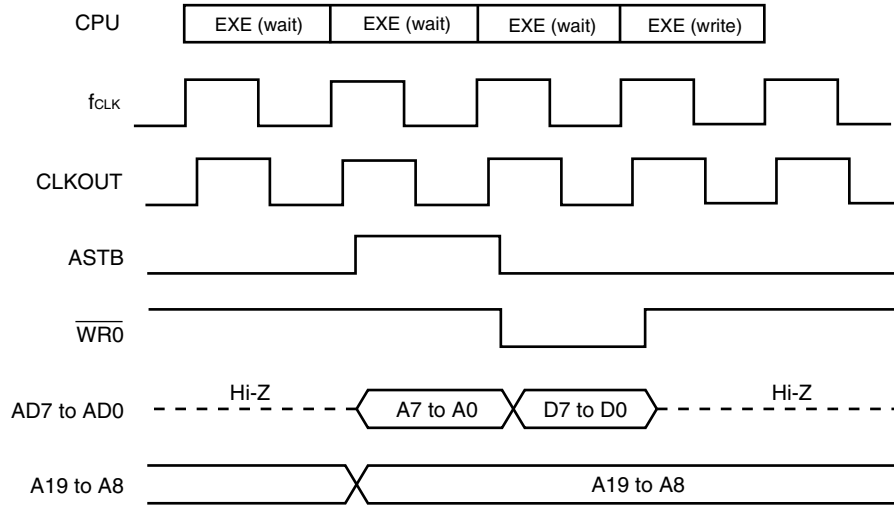 CPU EXE (wait) EXE (wait) EXE (wait) EXE (write)
fCLK
CLKOUT
ASTB
WR0
AD7 to AD0 Hi-Z A7 to A0 D7 to D0 Hi-Z
A19 to A8 A19 to A8